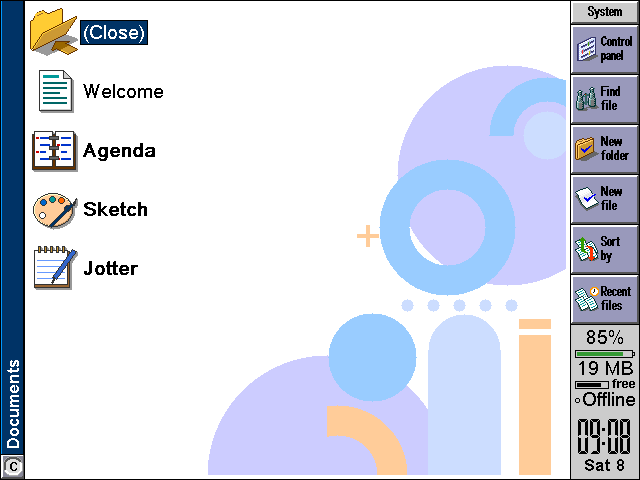 (Close)
Welcome
Agenda
Sketch
Jotter
Documents
C
System
Control
panel
Find
file
New
folder
New
file
Sort
by
Recent
files
85%
19 MB
free
Offline
09:08
Sat 8